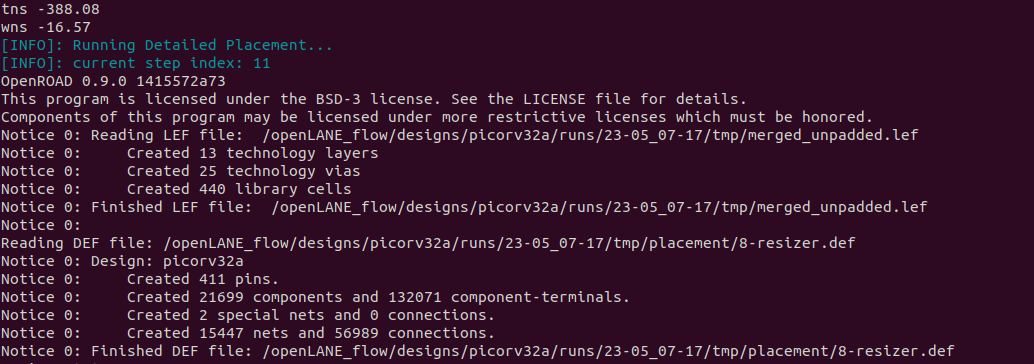 tns -388.08
wns -16.57
[INFO]: Running Detailed Placement...
[INFO]: current step index: 11
OpenROAD 0.9.0 1415572a73
This program is licensed under the BSD-3 license. See the LICENSE file for details.
Components of this program may be licensed under more restrictive licenses which must be honored.
Notice 0: Reading LEF file:  /openLANE_flow/designs/picorv32a/runs/23-05_07-17/tmp/merged_unpadded.lef
Notice 0:     Created 13 technology layers
Notice 0:     Created 25 technology vias
Notice 0:     Created 440 library cells
Notice 0: Finished LEF file:  /openLANE_flow/designs/picorv32a/runs/23-05_07-17/tmp/merged_unpadded.lef
Notice 0:
Reading DEF file: /openLANE_flow/designs/picorv32a/runs/23-05_07-17/tmp/placement/8-resizer.def
Notice 0: Design: picorv32a
Notice 0:     Created 411 pins.
Notice 0:     Created 21699 components and 132071 component-terminals.
Notice 0:     Created 2 special nets and 0 connections.
Notice 0:     Created 15447 nets and 56989 connections.
Notice 0: Finished DEF file: /openLANE_flow/designs/picorv32a/runs/23-05_07-17/tmp/placement/8-resizer.def